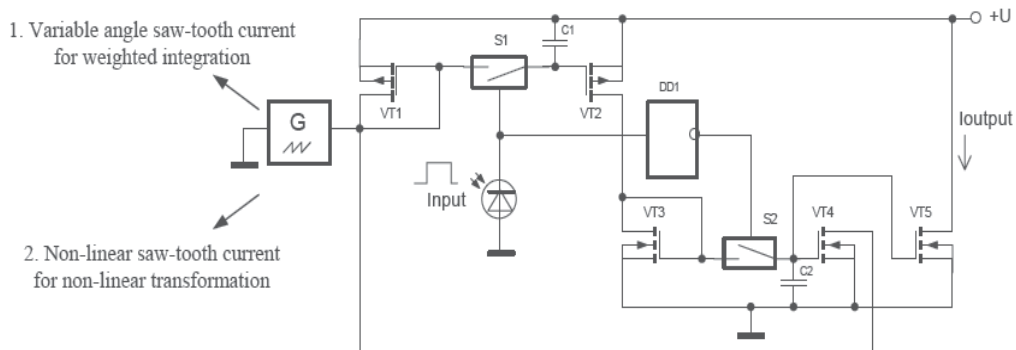 1. Variable angle saw-tooth current
for weighted integration
G
2. Non-linear saw-tooth current
for non-linear transformation
VT1
S1
C1
VT2
+U
DD1
Ioutput
Input
VT3
S2
C2
VT4
VT5